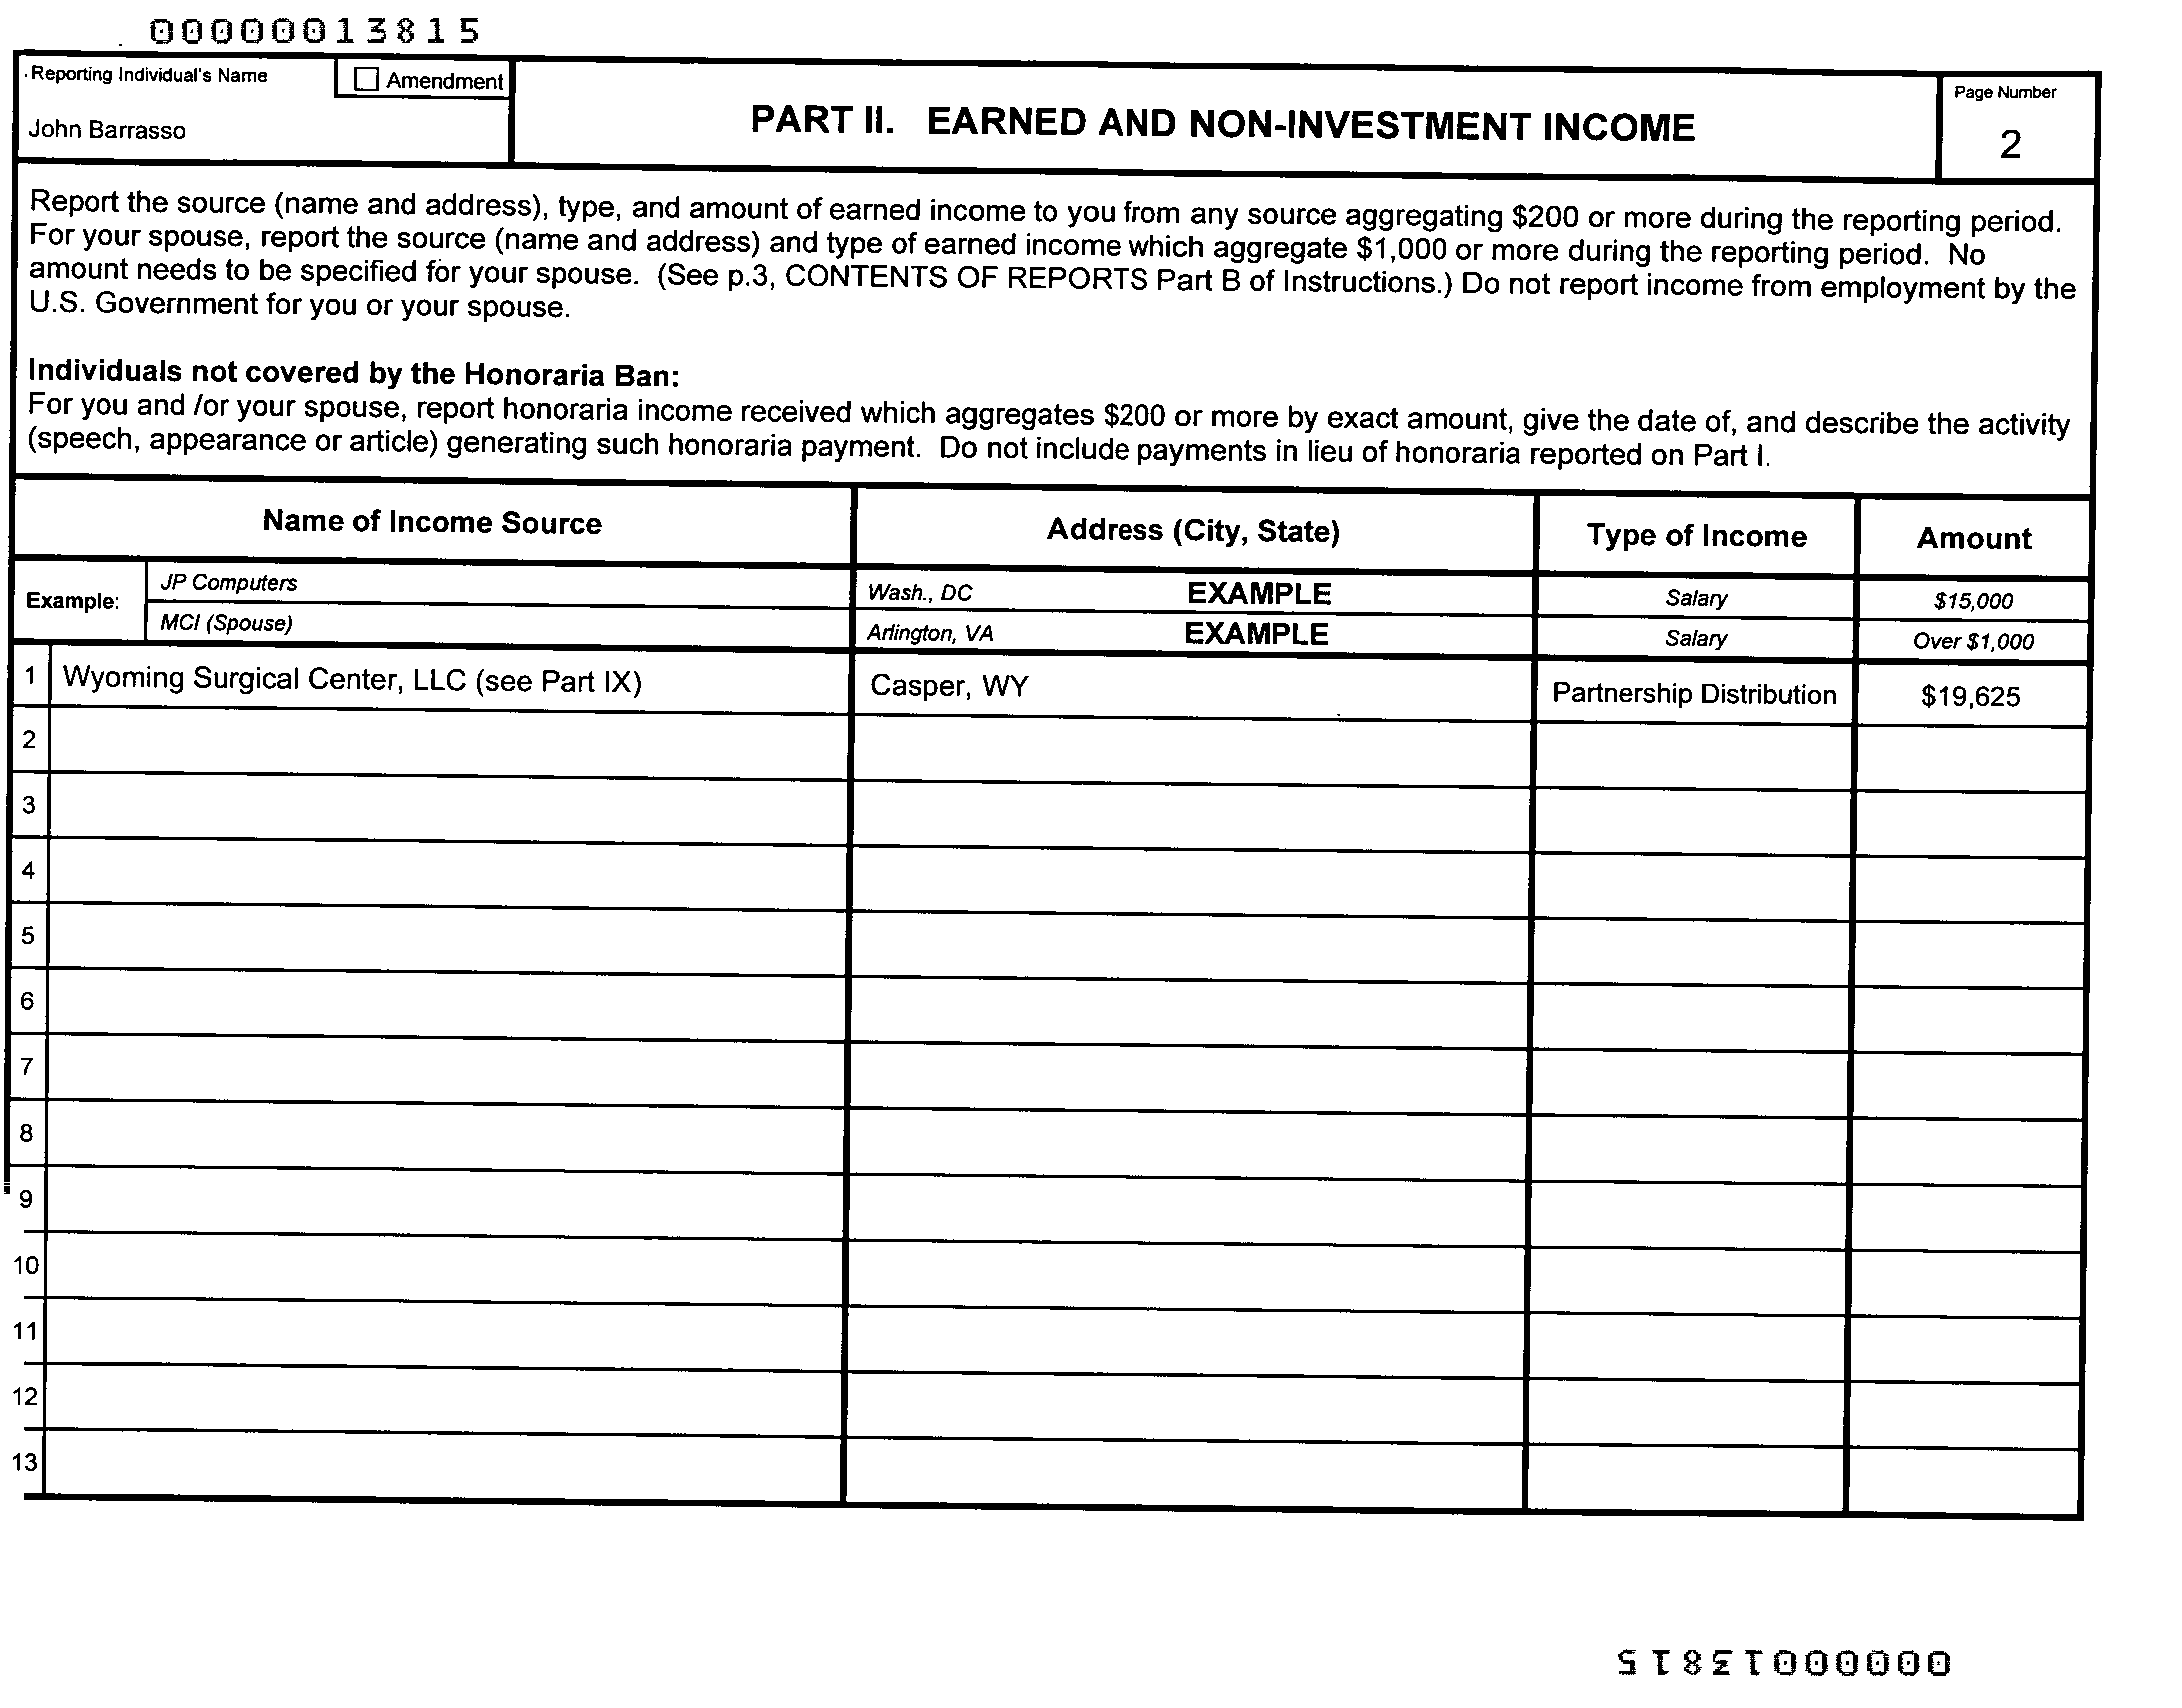 00000013815
Reporting Individual's Name
☐ Amendment
John Barrasso
PART II. EARNED AND NON-INVESTMENT INCOME
Page Number
2
Report the source (name and address), type, and amount of earned income to you from any source aggregating $200 or more during the reporting period.
For your spouse, report the source (name and address) and type of earned income which aggregate $1,000 or more during the reporting period. No
amount needs to be specified for your spouse. (See p.3, CONTENTS OF REPORTS Part B of Instructions.) Do not report income from employment by the
U.S. Government for you or your spouse.
Individuals not covered by the Honoraria Ban:
For you and /or your spouse, report honoraria income received which aggregates $200 or more by exact amount, give the date of, and describe the activity
(speech, appearance or article) generating such honoraria payment. Do not include payments in lieu of honoraria reported on Part I.
Name of Income Source Address (City, State) Type of Income Amount
Example:
JP Computers Wash., DC EXAMPLE Salary $15,000
MCI (Spouse) Arlington, VA EXAMPLE Salary Over $1,000
1 Wyoming Surgical Center, LLC (see Part IX) Casper, WY Partnership Distribution $19,625
2
3
4
5
6
7
8
9
10
11
12
13
00000013815